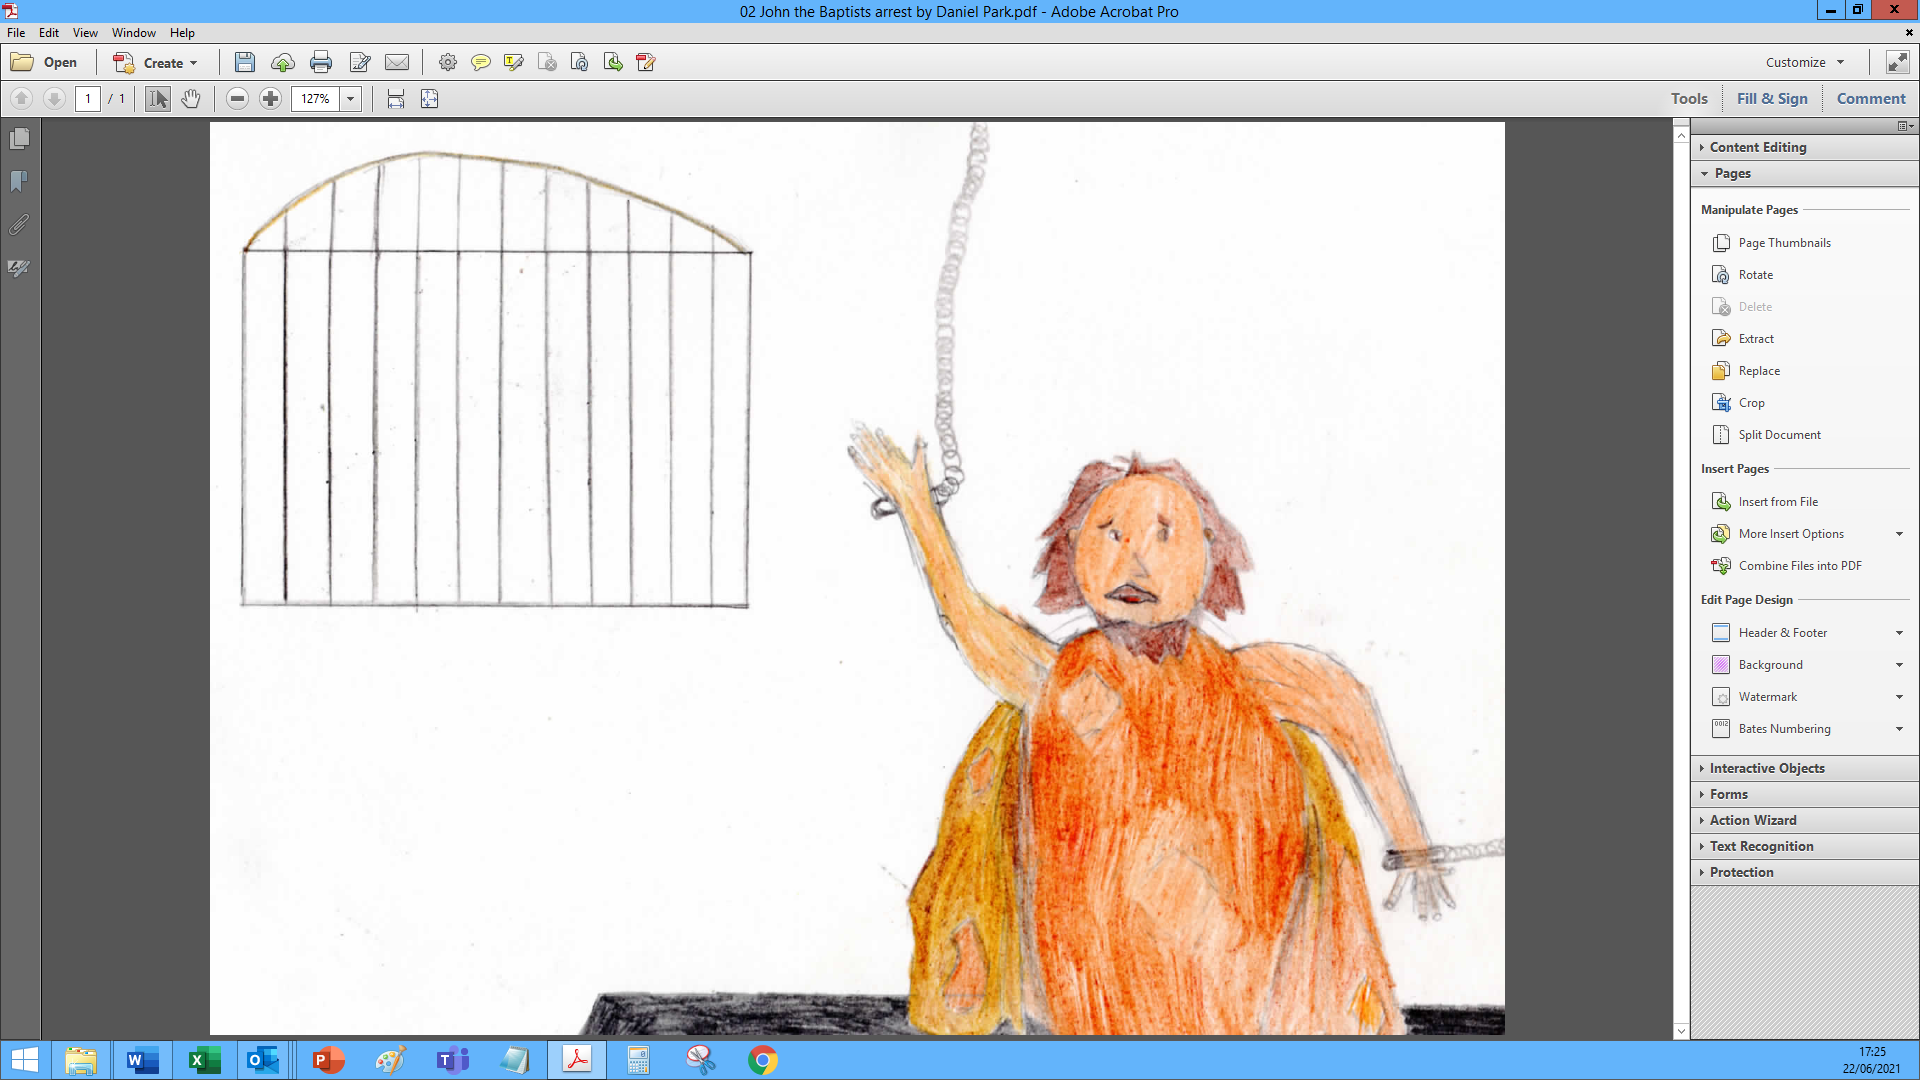 02 John the Baptists arrest by Daniel Park.pdf - Adobe Acrobat Pro
File Edit View Window Help
Open Create Customize
1 / 1 127% Tools Fill & Sign Comment
Content Editing
Pages
Manipulate Pages
Page Thumbnails
Rotate
Delete
Extract
Replace
Crop
Split Document
Insert Pages
Insert from File
More Insert Options
Combine Files into PDF
Edit Page Design
Header & Footer
Background
Watermark
Bates Numbering
Interactive Objects
Forms
Action Wizard
Text Recognition
Protection
17:25
22/06/2021